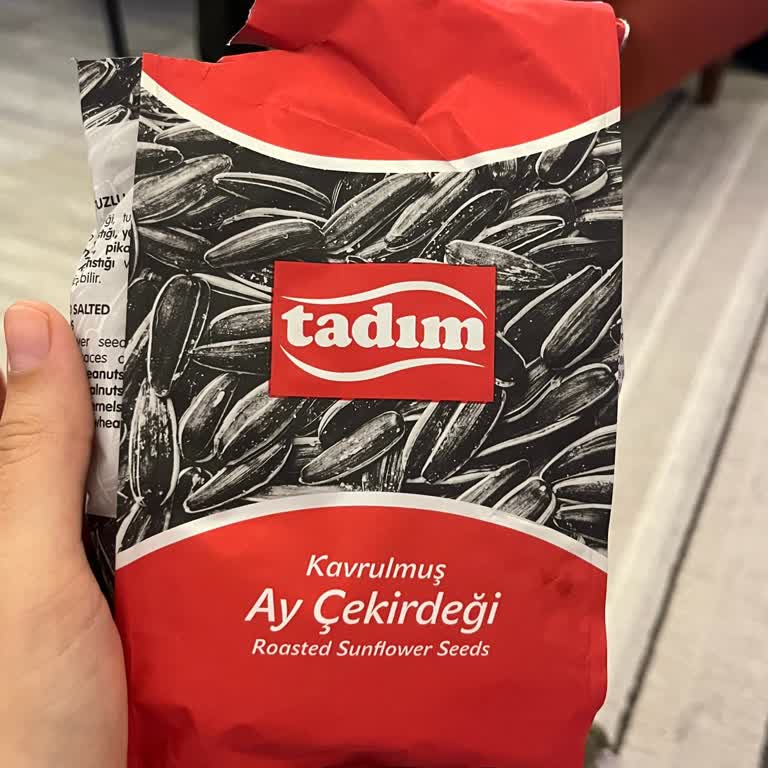 tadım
Kavrulmuş
Ay Çekirdeği
Roasted Sunflower Seeds
SALTED